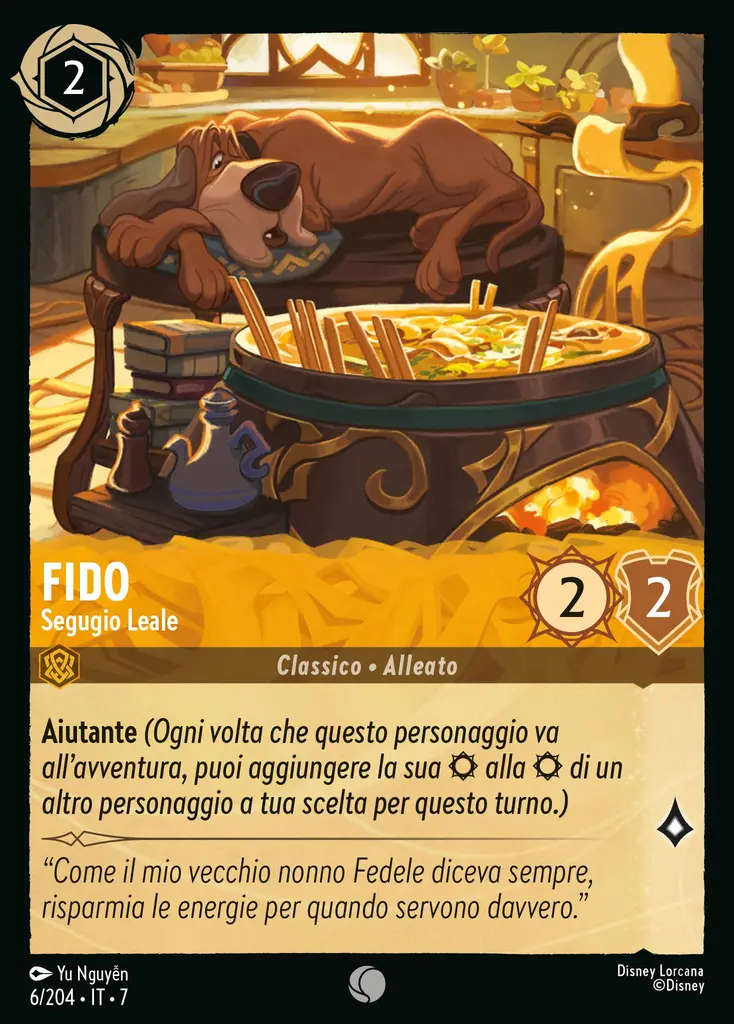 2
FIDO
Segugio Leale
2
2
Classico • Alleato
Aiutante (Ogni volta che questo personaggio va
all’avventura, puoi aggiungere la sua alla di un
altro personaggio a tua scelta per questo turno.)
“Come il mio vecchio nonno Fedele diceva sempre,
risparmia le energie per quando servono davvero.”
Yu Nguyễn
6/204 • IT • 7
Disney Lorcana
©Disney